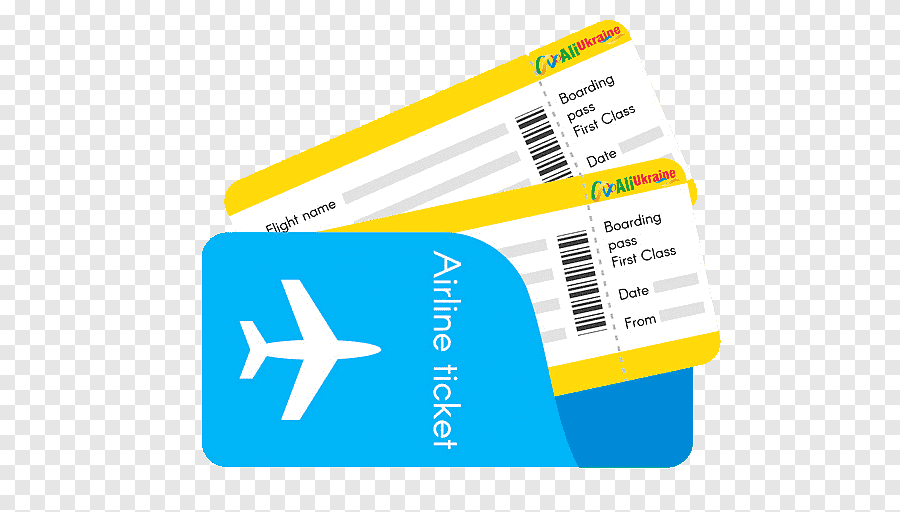 AliUkraine
Boarding
pass
First Class
Date
Flight name
AliUkraine
Boarding
pass
First Class
Date
From
Airline ticket